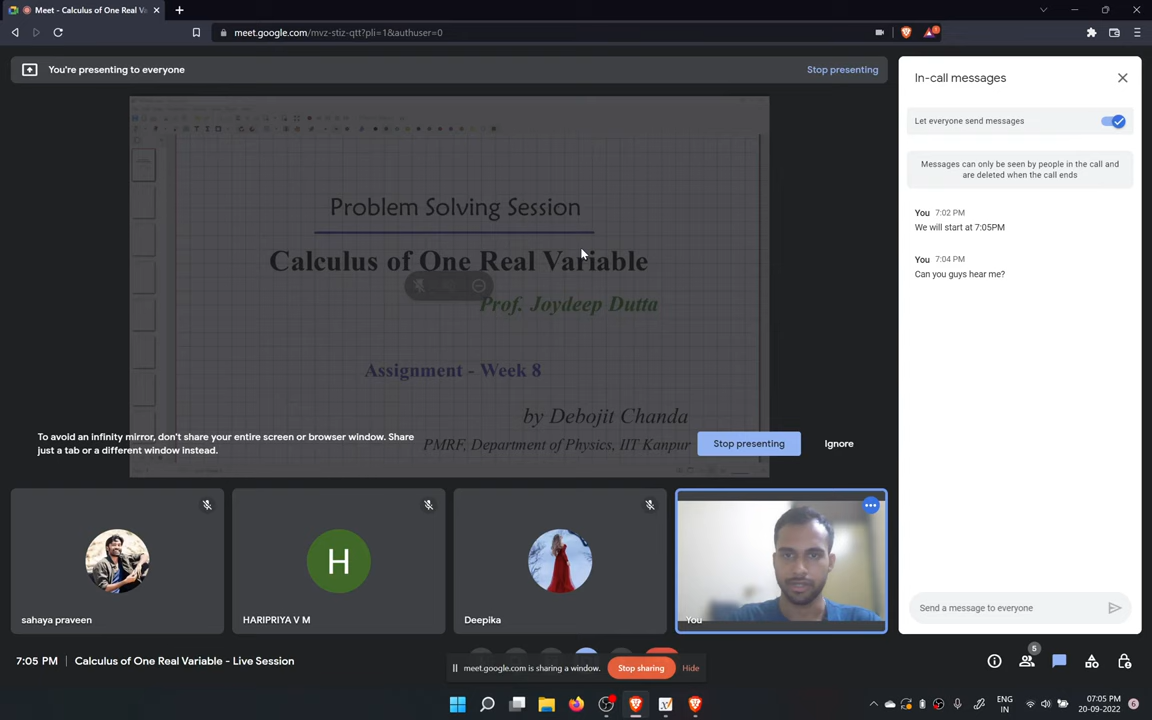 Meet - Calculus of One Real Va
meet.google.com/mvz-stiz-qtt?pli=1&authuser=0
You're presenting to everyone
Stop presenting
Problem Solving Session
Calculus of One Real Variable
Prof. Joydeep Dutta
Assignment - Week 8
by Debojit Chanda
PMRF, Department of Physics, IIT Kanpur
To avoid an infinity mirror, don't share your entire screen or browser window. Share
just a tab or a different window instead.
Stop presenting
Ignore
sahaya praveen
H
HARIPRIYA V M
Deepika
You
7:05 PM | Calculus of One Real Variable - Live Session
meet.google.com is sharing a window.
Stop sharing
Hide
In-call messages
Let everyone send messages
Messages can only be seen by people in the call and
are deleted when the call ends
You 7:02 PM
We will start at 7:05PM
You 7:04 PM
Can you guys hear me?
Send a message to everyone
5
ENG
IN
07:05 PM
20-09-2022
6